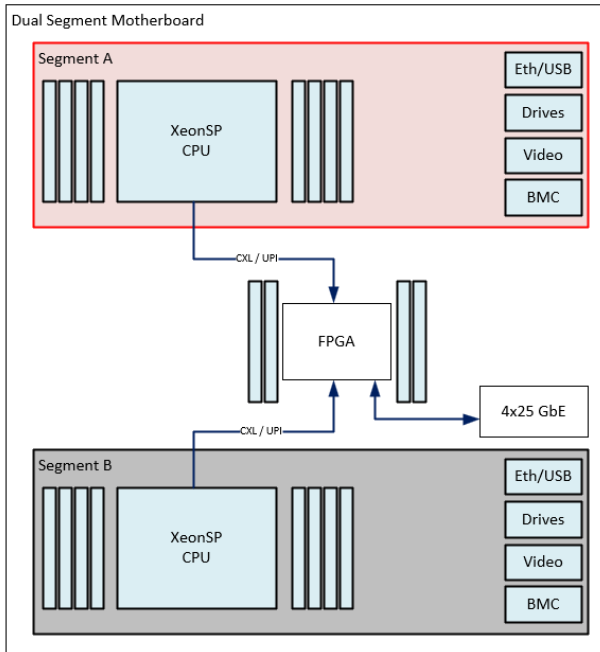 Dual Segment Motherboard
Segment A
XeonSP
CPU
Eth/USB
Drives
Video
BMC
CXL / UPI
FPGA
4x25 GbE
CXL / UPI
Segment B
XeonSP
CPU
Eth/USB
Drives
Video
BMC